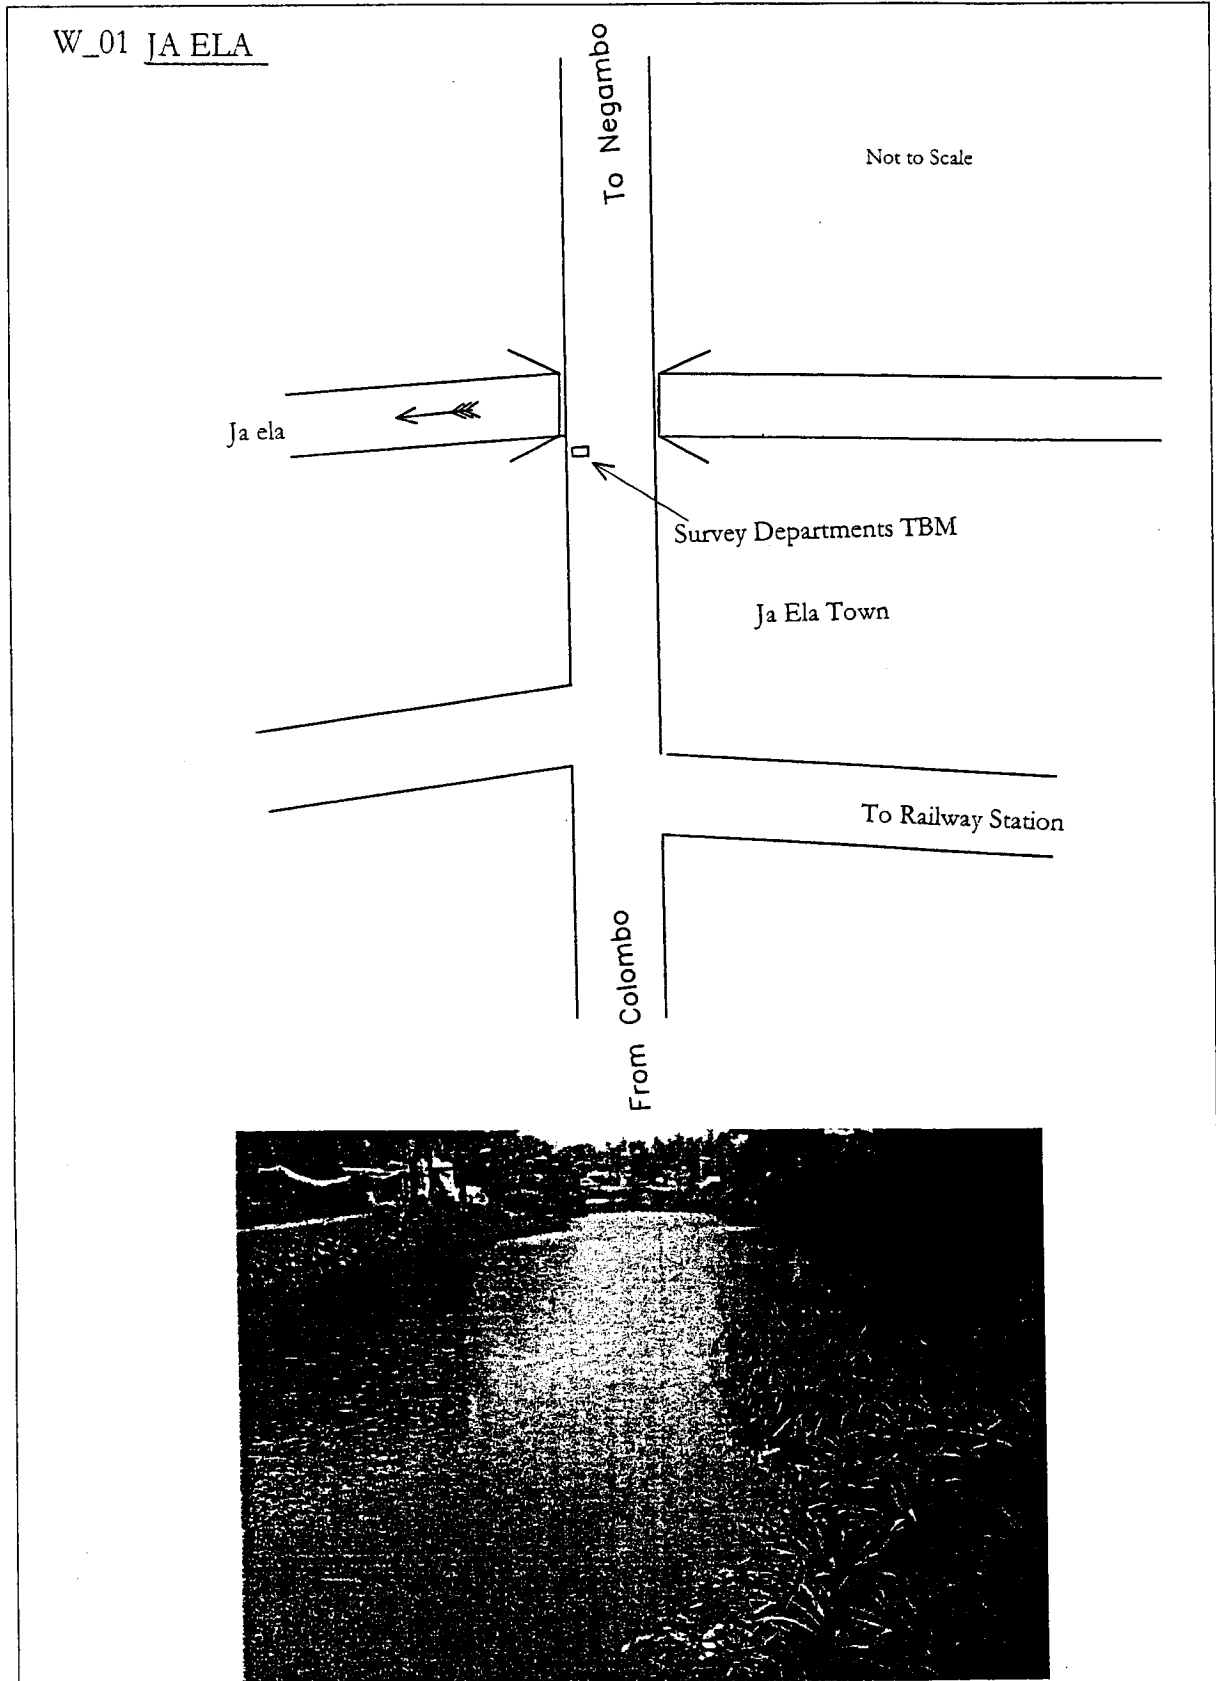 W_01 JA ELA
To Negambo
Not to Scale
Ja ela
Survey Departments TBM
Ja Ela Town
To Railway Station
From Colombo